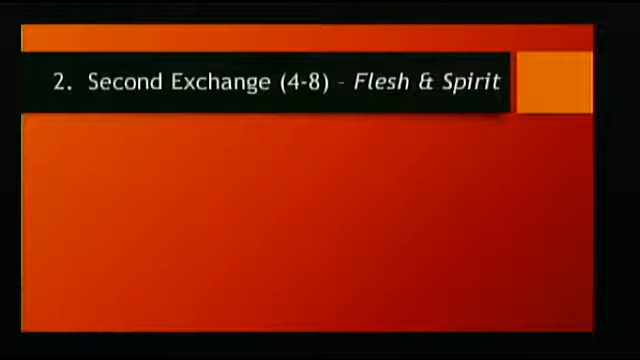 2. Second Exchange (4-8) – Flesh & Spirit